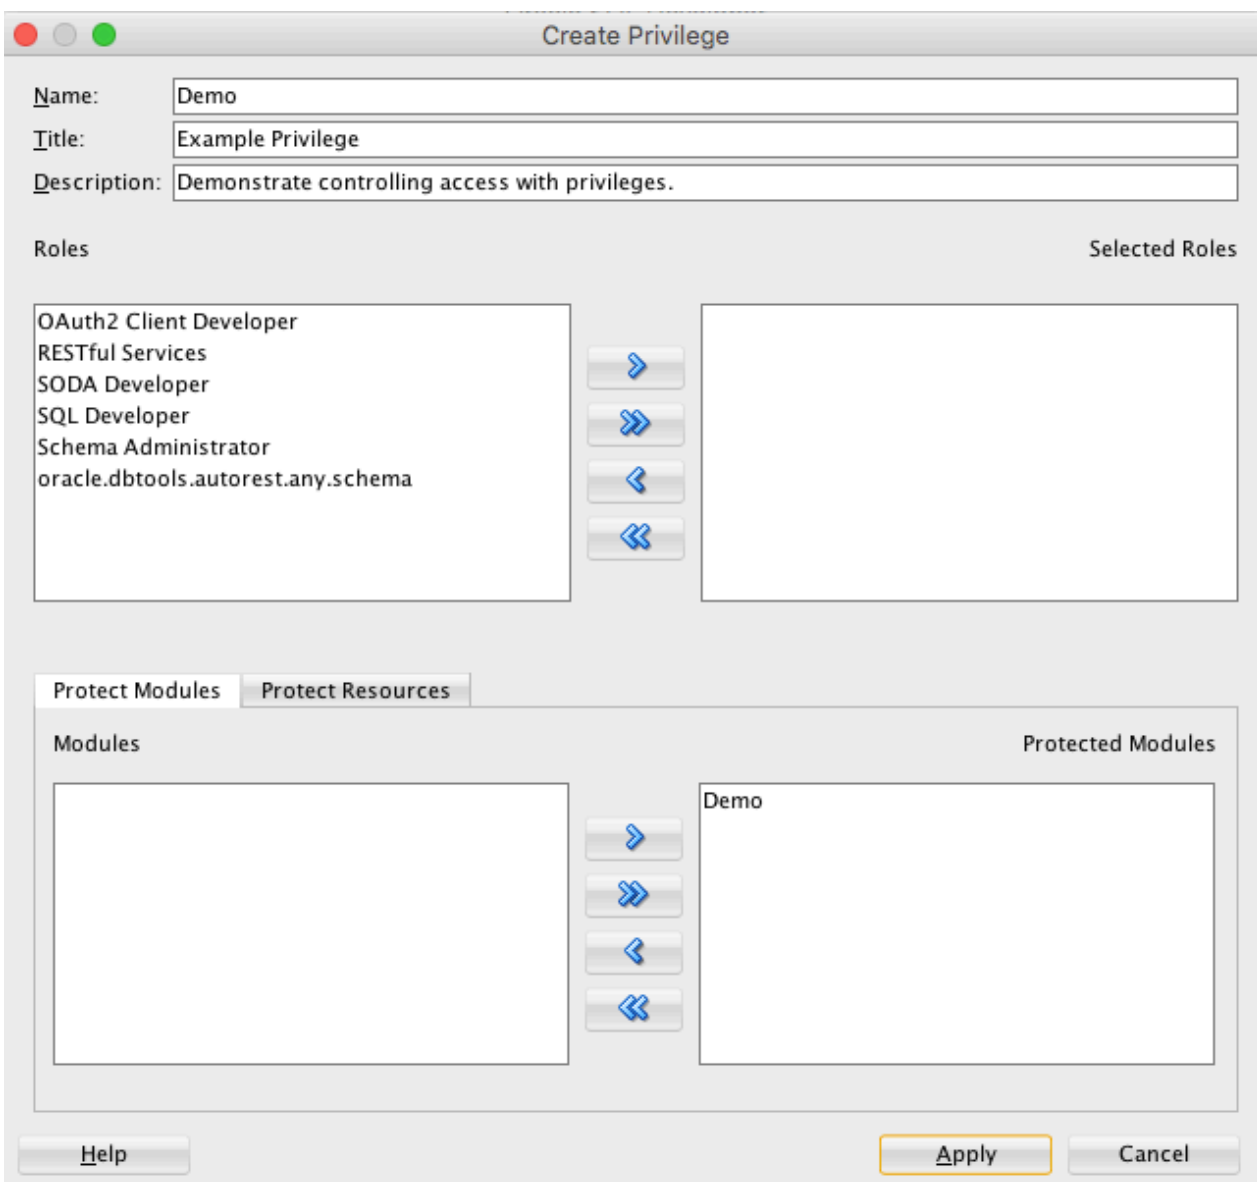 Create Privilege
Name: Demo
Title: Example Privilege
Description: Demonstrate controlling access with privileges.
Roles Selected Roles
OAuth2 Client Developer
RESTful Services
SODA Developer
SQL Developer
Schema Administrator
oracle.dbtools.autorest.any.schema
Protect Modules Protect Resources
Modules Protected Modules
Demo
Help Apply Cancel